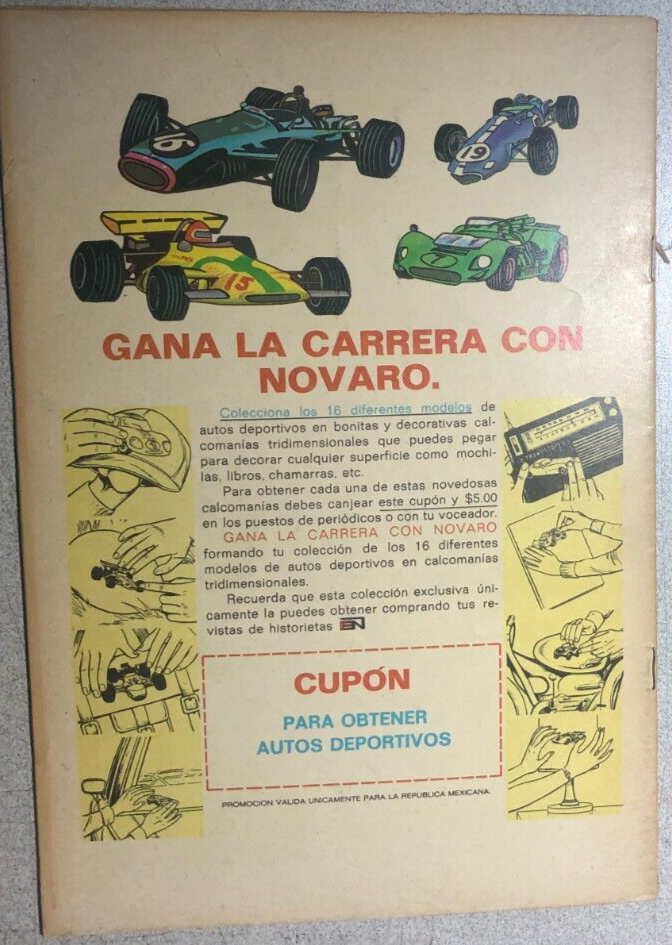 16
19
15
7
GANA LA CARRERA CON
NOVARO.
Colecciona los 16 diferentes modelos de
autos deportivos en bonitas y decorativas cal-
comanías tridimensionales que puedes pegar
para decorar cualquier superficie como mochi-
las, libros, chamarras, etc.
Para obtener cada una de estas novedosas
calcomanías debes canjear este cupón y $5.00
en los puestos de periódicos o con tu voceador.
GANA LA CARRERA CON NOVARO
formando tu colección de los 16 diferentes
modelos de autos deportivos en calcomanías
tridimensionales.
Recuerda que esta colección exclusiva úni-
camente la puedes obtener comprando tus re-
vistas de historietas EN
CUPÓN
PARA OBTENER
AUTOS DEPORTIVOS
PROMOCION VALIDA UNICAMENTE PARA LA REPUBLICA MEXICANA.